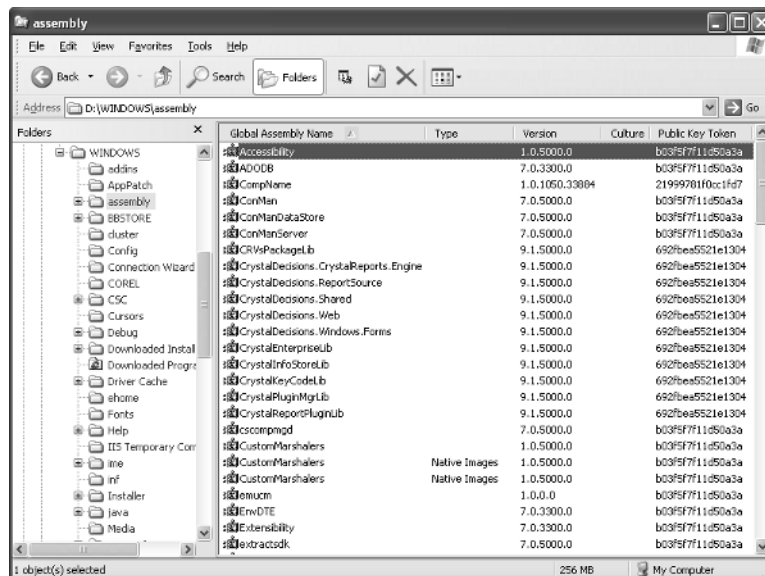 assembly
File Edit View Favorites Tools Help
Back Search Folders
Address D:\WINDOWS\assembly Go
Folders x
WINDOWS
addins
AppPatch
assembly
BBSTORE
cluster
Config
Connection Wizard
COREL
CSC
Cursors
Debug
Downloaded Install
Downloaded Progra
Driver Cache
ehome
Fonts
Help
IIS Temporary Com
ime
inf
Installer
java
Media
Global Assembly Name Type Version Culture Public Key Token
Accessibility 1.0.5000.0 b03f5f7f11d50a3a
ADODB 7.0.3300.0 b03f5f7f11d50a3a
CompName 1.0.1050.33884 21999781f0cc1fd7
ConMan 7.0.5000.0 b03f5f7f11d50a3a
ConManDataStore 7.0.5000.0 b03f5f7f11d50a3a
ConManServer 7.0.5000.0 b03f5f7f11d50a3a
CRVsPackageLib 9.1.5000.0 692fbea5521e1304
CrystalDecisions.CrystalReports.Engine 9.1.5000.0 692fbea5521e1304
CrystalDecisions.ReportSource 9.1.5000.0 692fbea5521e1304
CrystalDecisions.Shared 9.1.5000.0 692fbea5521e1304
CrystalDecisions.Web 9.1.5000.0 692fbea5521e1304
CrystalDecisions.Windows.Forms 9.1.5000.0 692fbea5521e1304
CrystalEnterpriseLib 9.1.5000.0 692fbea5521e1304
CrystalInfoStoreLib 9.1.5000.0 692fbea5521e1304
CrystalKeyCodeLib 9.1.5000.0 692fbea5521e1304
CrystalPluginMgrLib 9.1.5000.0 692fbea5521e1304
CrystalReportPluginLib 9.1.5000.0 692fbea5521e1304
cscompmgd 7.0.5000.0 b03f5f7f11d50a3a
CustomMarshalers 1.0.5000.0 b03f5f7f11d50a3a
CustomMarshalers Native Images 1.0.5000.0 b03f5f7f11d50a3a
CustomMarshalers Native Images 1.0.5000.0 b03f5f7f11d50a3a
emucm 1.0.0.0 b03f5f7f11d50a3a
EnvDTE 7.0.3300.0 b03f5f7f11d50a3a
Extensibility 7.0.3300.0 b03f5f7f11d50a3a
extractsdk 7.0.5000.0 b03f5f7f11d50a3a
1 object(s) selected 256 MB My Computer